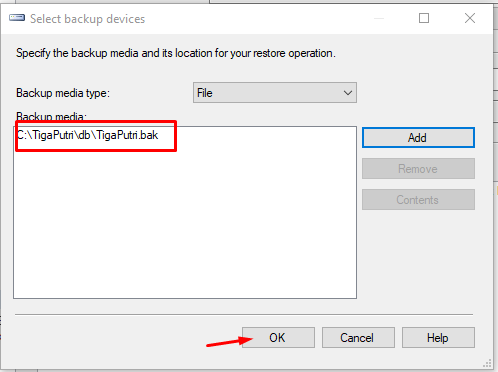 Select backup devices
Specify the backup media and its location for your restore operation.
Backup media type:
File
Backup media:
C:\TigaPutri\db\TigaPutri.bak
Add
Remove
Contents
OK
Cancel
Help